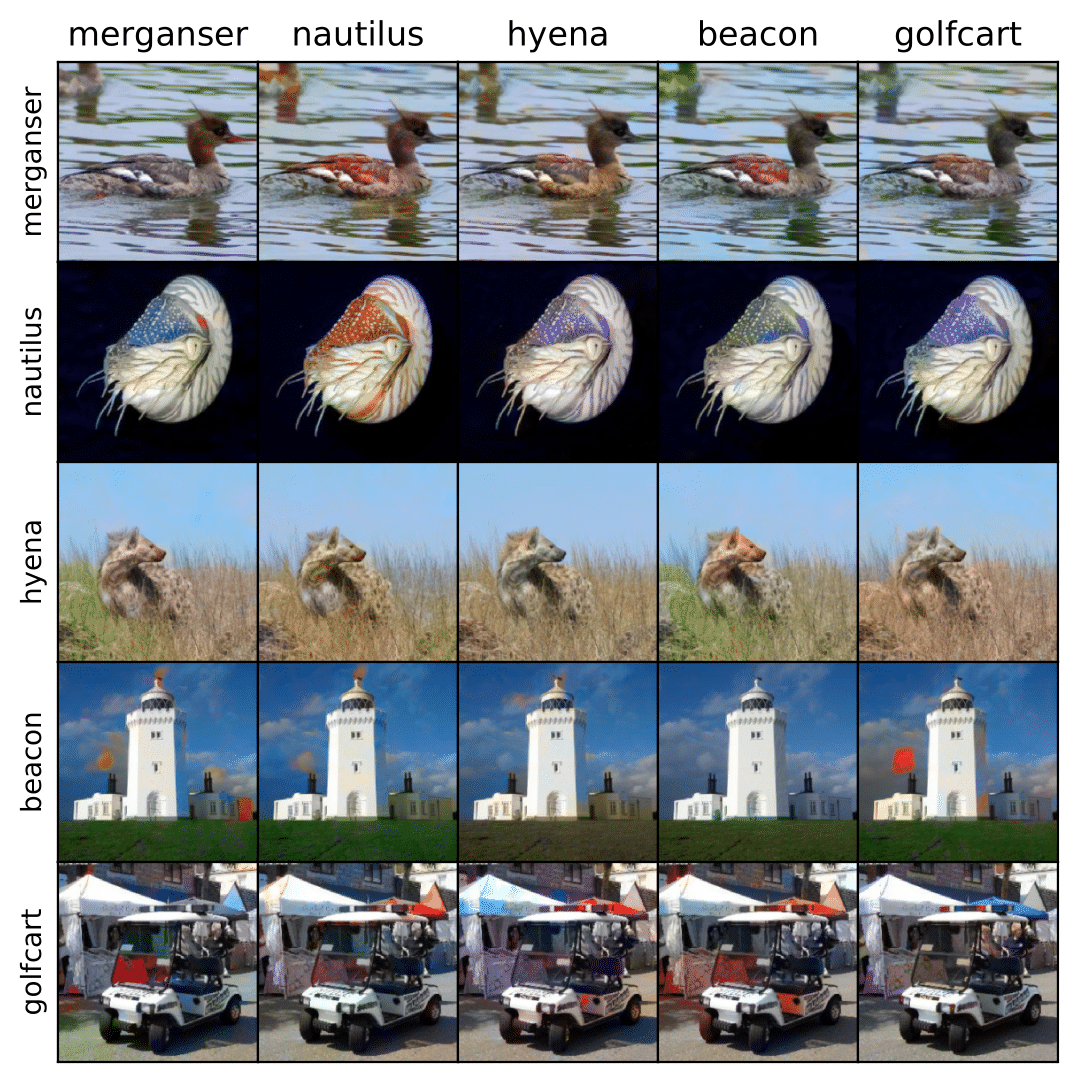 merganser nautilus hyena beacon golfcart
merganser
nautilus
hyena
beacon
golfcart